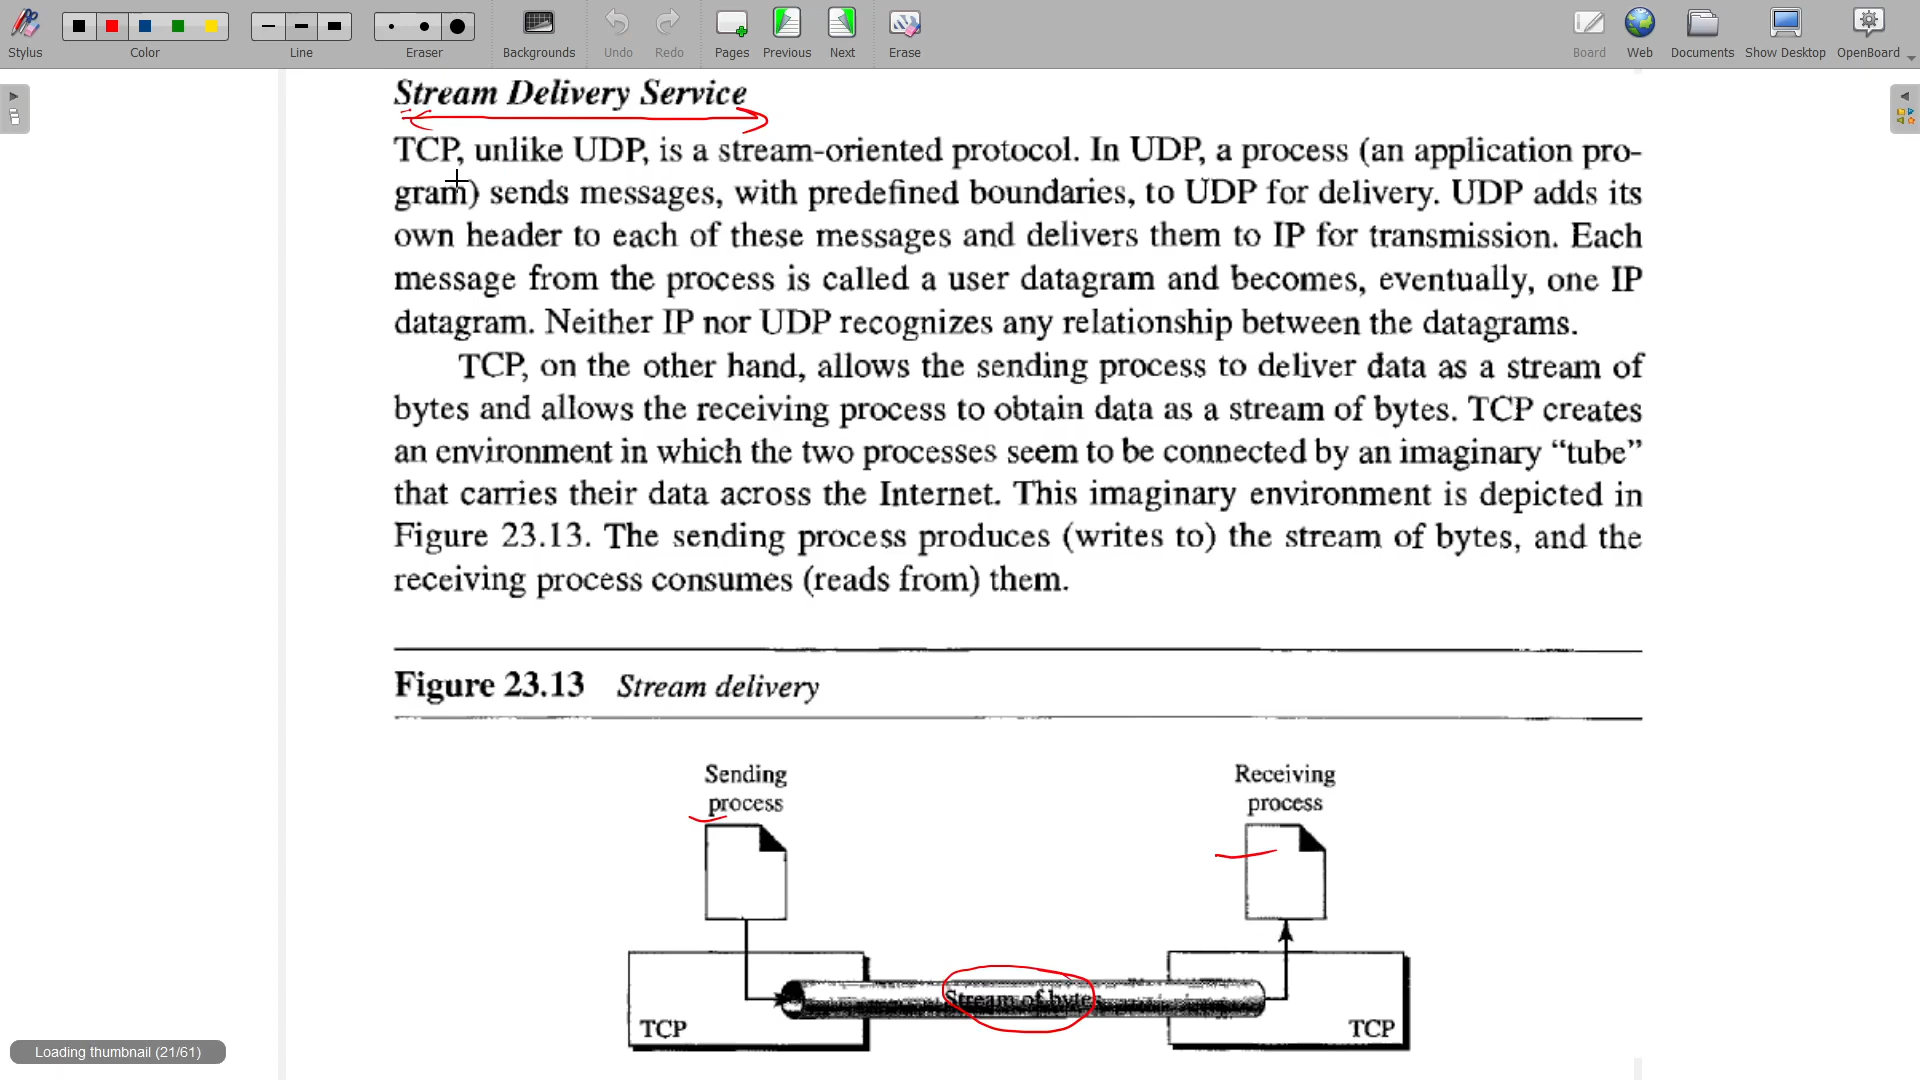 Stylus
Color
Line
Eraser
Backgrounds
Undo
Redo
Pages
Previous
Next
Erase
Board
Web
Documents
Show Desktop
OpenBoard
Stream Delivery Service
TCP, unlike UDP, is a stream-oriented protocol. In UDP, a process (an application pro-
gram) sends messages, with predefined boundaries, to UDP for delivery. UDP adds its
own header to each of these messages and delivers them to IP for transmission. Each
message from the process is called a user datagram and becomes, eventually, one IP
datagram. Neither IP nor UDP recognizes any relationship between the datagrams.
TCP, on the other hand, allows the sending process to deliver data as a stream of
bytes and allows the receiving process to obtain data as a stream of bytes. TCP creates
an environment in which the two processes seem to be connected by an imaginary “tube”
that carries their data across the Internet. This imaginary environment is depicted in
Figure 23.13. The sending process produces (writes to) the stream of bytes, and the
receiving process consumes (reads from) them.
Figure 23.13 Stream delivery
Sending
process
Receiving
process
Stream of bytes
TCP
TCP
Loading thumbnail (21/61)